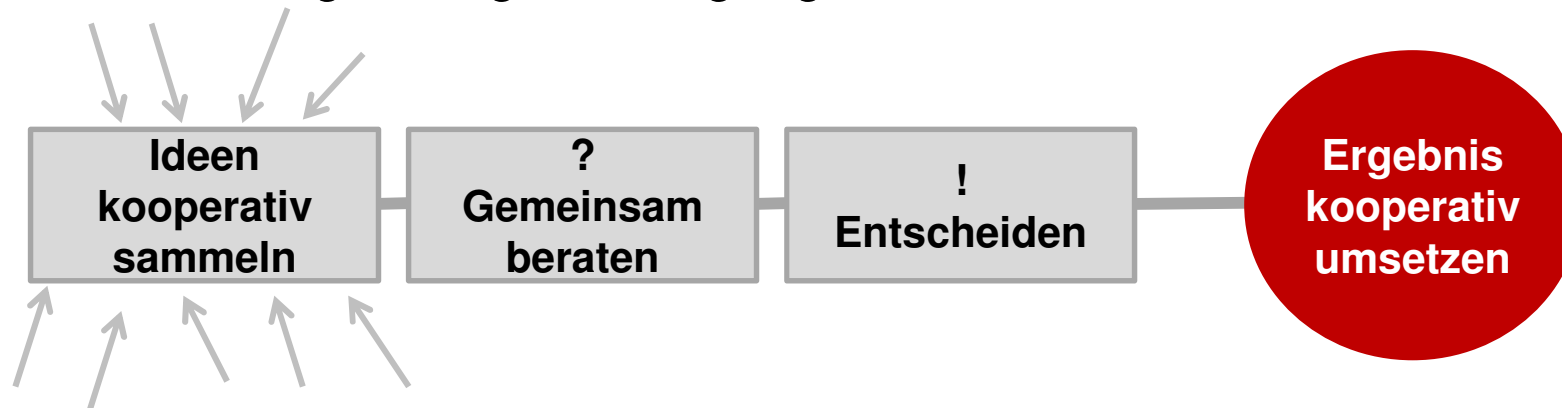 Ideen
kooperativ
sammeln
?
Gemeinsam
beraten
!
Entscheiden
Ergebnis
kooperativ
umsetzen